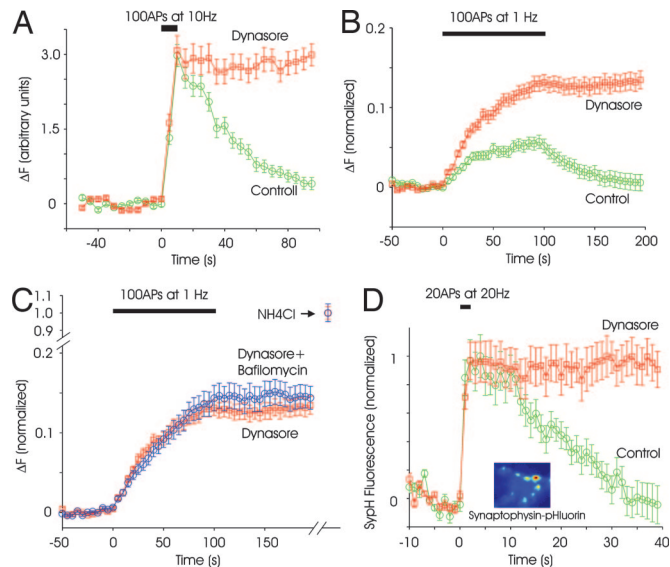 A
100APs at 10Hz
Dynasore
3.0
1.5
0
ΔF (arbitrary units)
Controll
-40 0 40 80
Time (s)
B
100APs at 1 Hz
0.2
0.1
0
ΔF (normalized)
Dynasore
Control
-50 0 50 100 150 200
Time (s)
C
100APs at 1 Hz
1.1
1.0
0.9
0.2
0.15
0.1
0.05
0
ΔF (normalized)
NH4Cl
Dynasore+
Bafilomycin
Dynasore
-50 0 50 100 150
Time (s)
D
20APs at 20Hz
Dynasore
1
0
SypH Fluorescence (normalized)
Control
Synaptophysin-pHluorin
-10 0 10 20 30 40
Time (s)